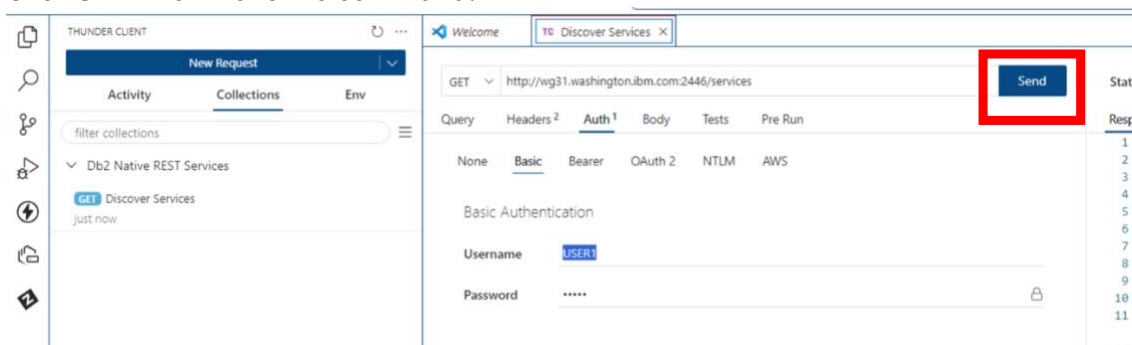 THUNDER CLIENT
Welcome
TC Discover Services
New Request
Activity Collections Env
filter collections
Db2 Native REST Services
GET Discover Services
just now
GET http://wg31.washington.ibm.com:2446/services Send
Query Headers 2 Auth 1 Body Tests Pre Run
None Basic Bearer OAuth 2 NTLM AWS
Basic Authentication
Username USER1
Password •••••
Stat
Resp
1
2
3
4
5
6
7
8
9
10
11